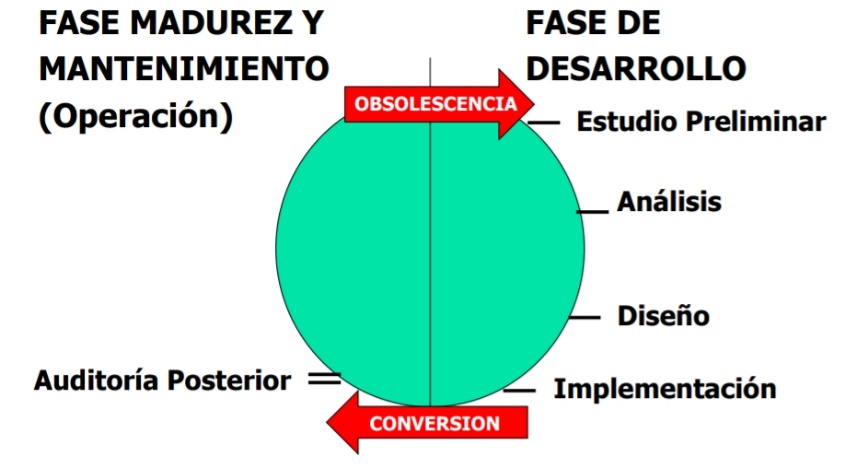 FASE MADUREZ Y
MANTENIMIENTO
(Operación)
FASE DE
DESARROLLO
OBSOLESCENCIA
Estudio Preliminar
Análisis
Diseño
Implementación
Auditoría Posterior
CONVERSION